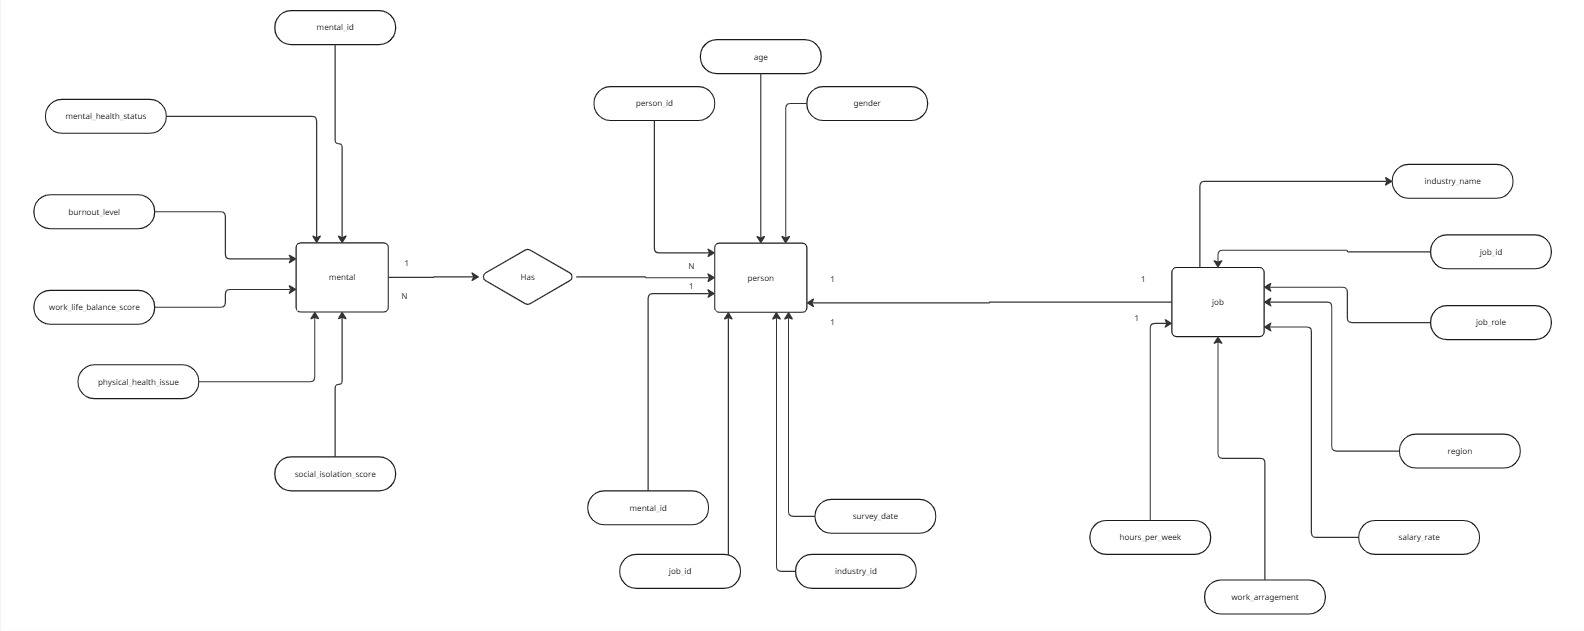 mental_id
age
person_id
gender
mental_health_status
industry_name
burnout_level
job_id
mental
1
N
Has
N
1
person
1
1
1
1
job
work_life_balance_score
job_role
physical_health_issue
region
social_isolation_score
mental_id
survey_date
hours_per_week
salary_rate
job_id
industry_id
work_arragement